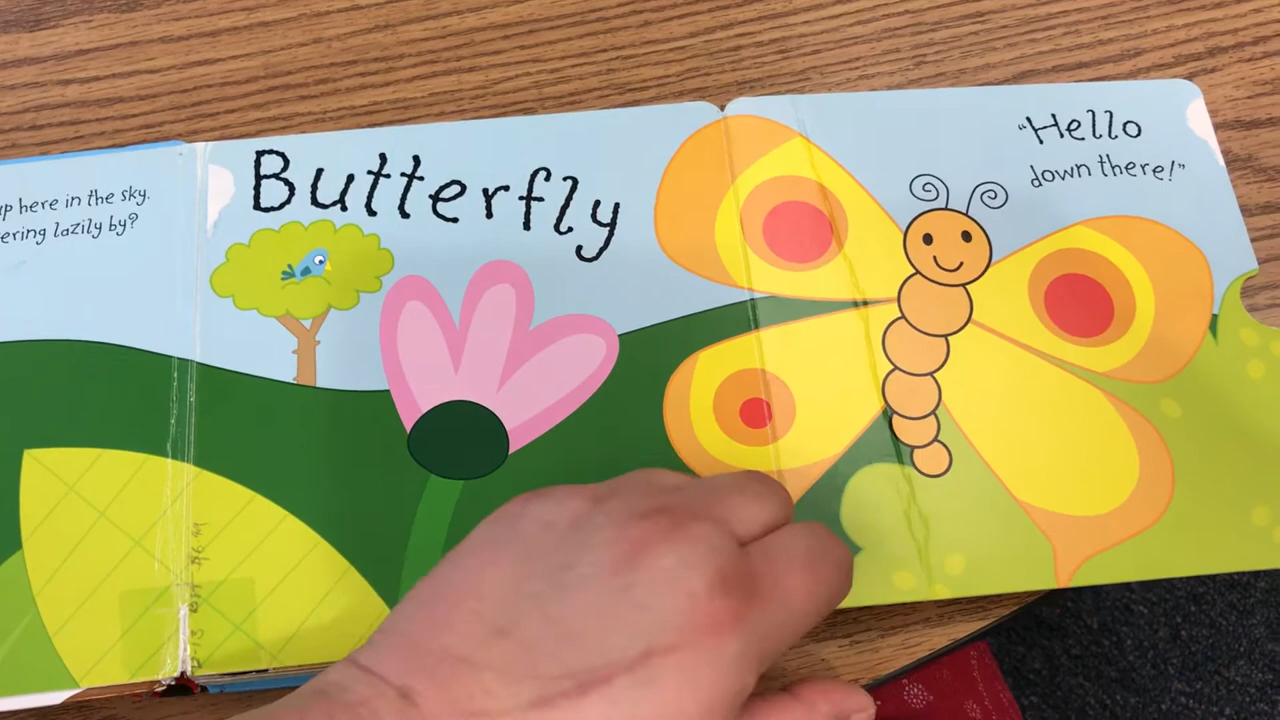 up here in the sky.
ering lazily by?
Butterfly
"Hello
down there!"